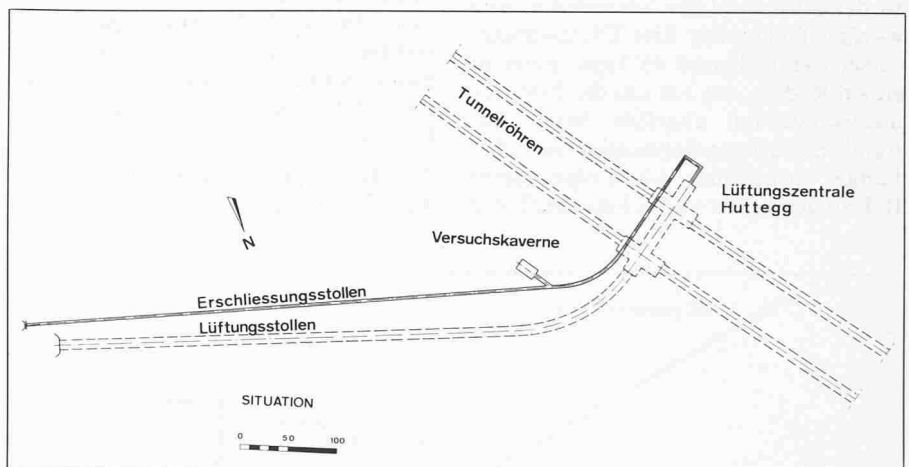 Tunnelröhren
Lüftungszentrale
Huttegg
N
Versuchskaverne
Erschliessungsstollen
Lüftungsstollen
SITUATION
0 50 100